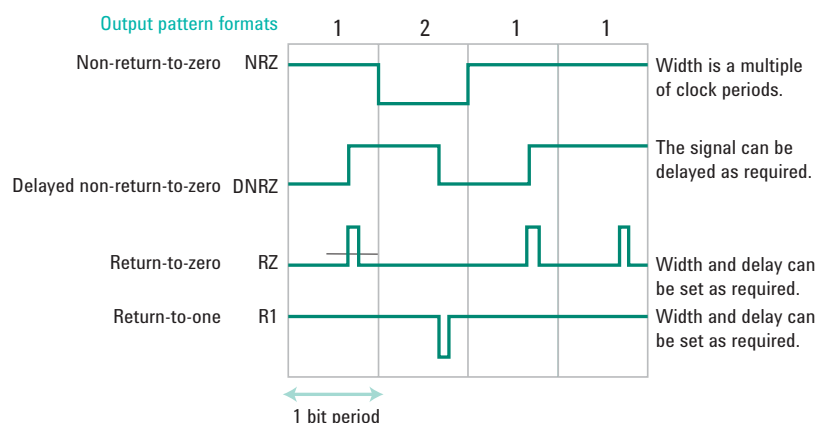 Output pattern formats 1 2 1 1
Non-return-to-zero NRZ
Width is a multiple
of clock periods.
Delayed non-return-to-zero DNRZ
The signal can be
delayed as required.
Return-to-zero RZ
Width and delay can
be set as required.
Return-to-one R1
Width and delay can
be set as required.
1 bit period